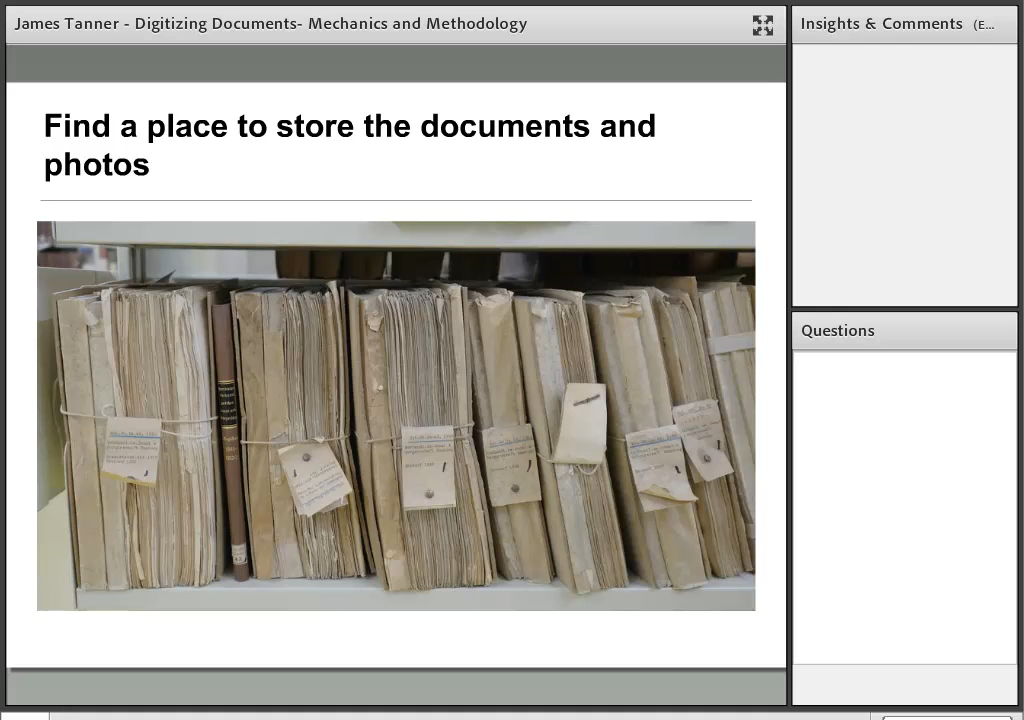 James Tanner - Digitizing Documents- Mechanics and Methodology
Insights & Comments (E...
Find a place to store the documents and
photos
Questions